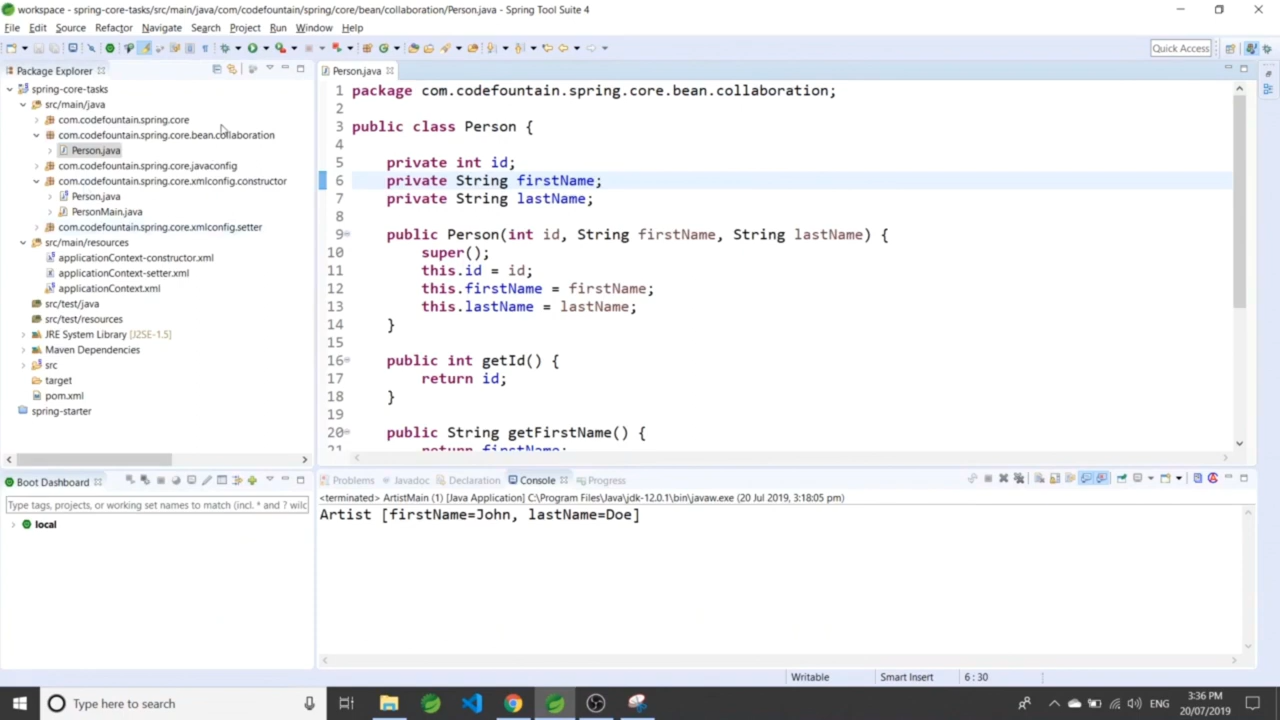 workspace - spring-core-tasks/src/main/java/com/codefountain/spring/core/bean/collaboration/Person.java - Spring Tool Suite 4
File Edit Source Refactor Navigate Search Project Run Window Help
Quick Access
Package Explorer
spring-core-tasks
src/main/java
com.codefountain.spring.core
com.codefountain.spring.core.bean.collaboration
Person.java
com.codefountain.spring.core.javaconfig
com.codefountain.spring.core.xmlconfig.constructor
Person.java
PersonMain.java
com.codefountain.spring.core.xmlconfig.setter
src/main/resources
applicationContext-constructor.xml
applicationContext-setter.xml
applicationContext.xml
src/test/java
src/test/resources
JRE System Library [J2SE-1.5]
Maven Dependencies
src
target
pom.xml
spring-starter
Person.java
1 package com.codefountain.spring.core.bean.collaboration;
2
3 public class Person {
4
5 private int id;
6 private String firstName;
7 private String lastName;
8
9 public Person(int id, String firstName, String lastName) {
10 super();
11 this.id = id;
12 this.firstName = firstName;
13 this.lastName = lastName;
14 }
15
16 public int getId() {
17 return id;
18 }
19
20 public String getFirstName() {
21 return firstName;
Boot Dashboard
Type tags, projects, or working set names to match (incl. * and ? wilc
local
Problems Javadoc Declaration Console Progress
<terminated> ArtistMain (1) [Java Application] C:\Program Files\Java\jdk-12.0.1\bin\javaw.exe (20 Jul 2019, 3:18:05 pm)
Artist [firstName=John, lastName=Doe]
Writable Smart Insert 6 : 30
Type here to search
ENG
3:36 PM
20/07/2019